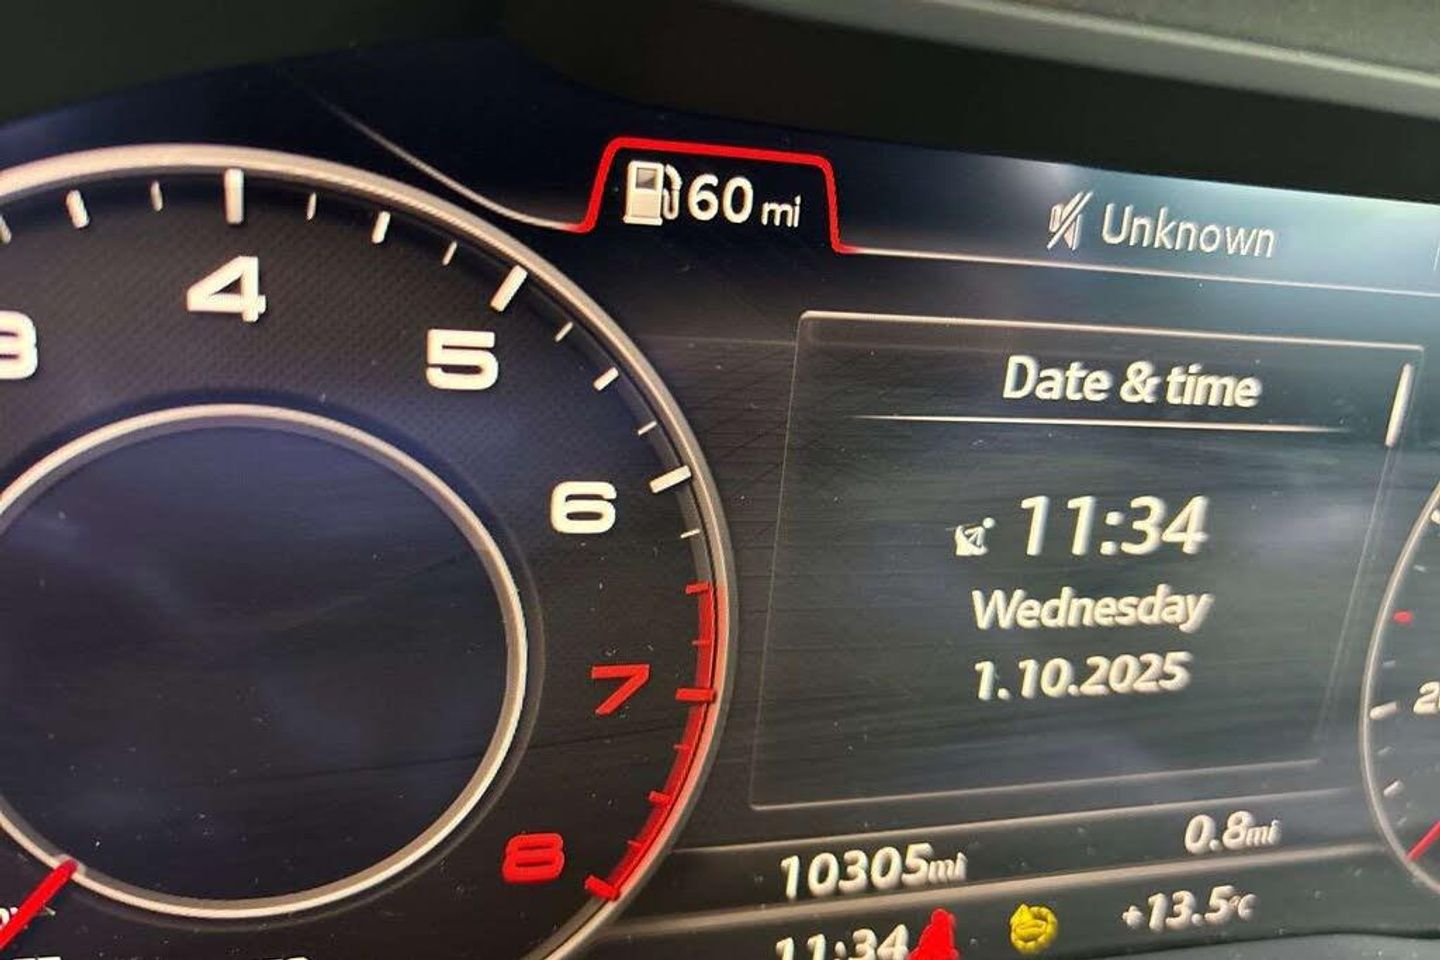 60 mi
Unknown
3
4
5
6
7
8
Date & time
11:34
Wednesday
1.10.2025
10305mi
0.8mi
11:34
+13.5°C